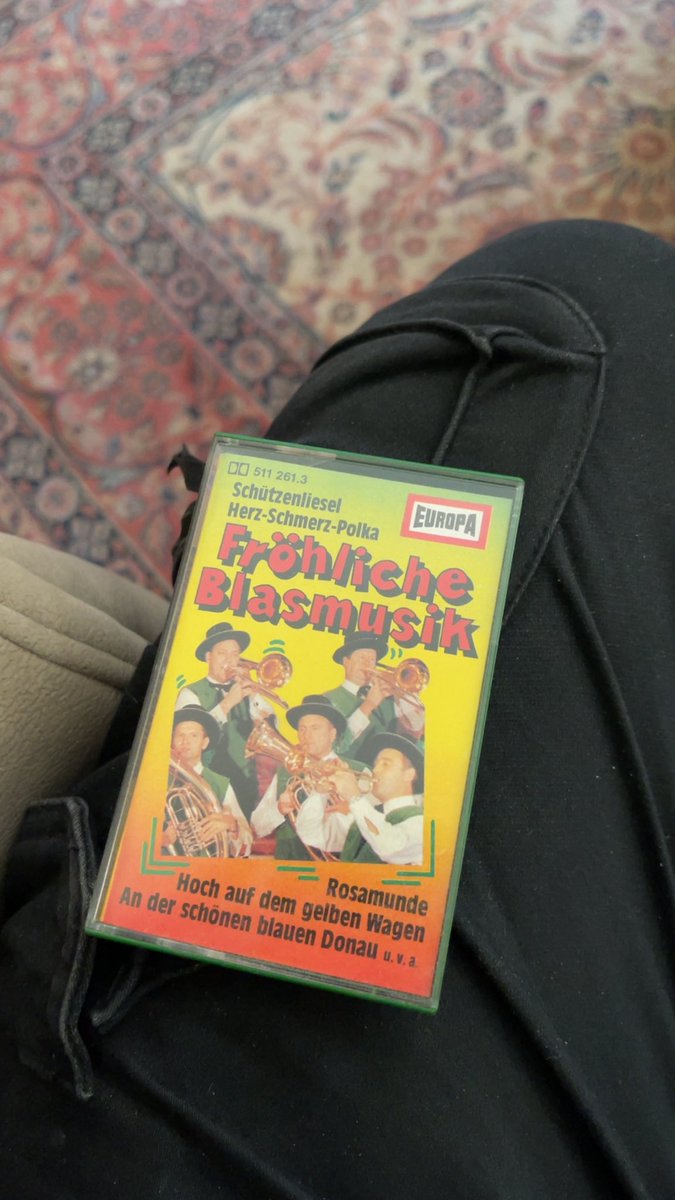 511 261.3
Schützenliesel
Herz-Schmerz-Polka
EUROPA
Fröhliche
Blasmusik
Rosamunde
Hoch auf dem gelben Wagen
An der schönen blauen Donau u.v.a.